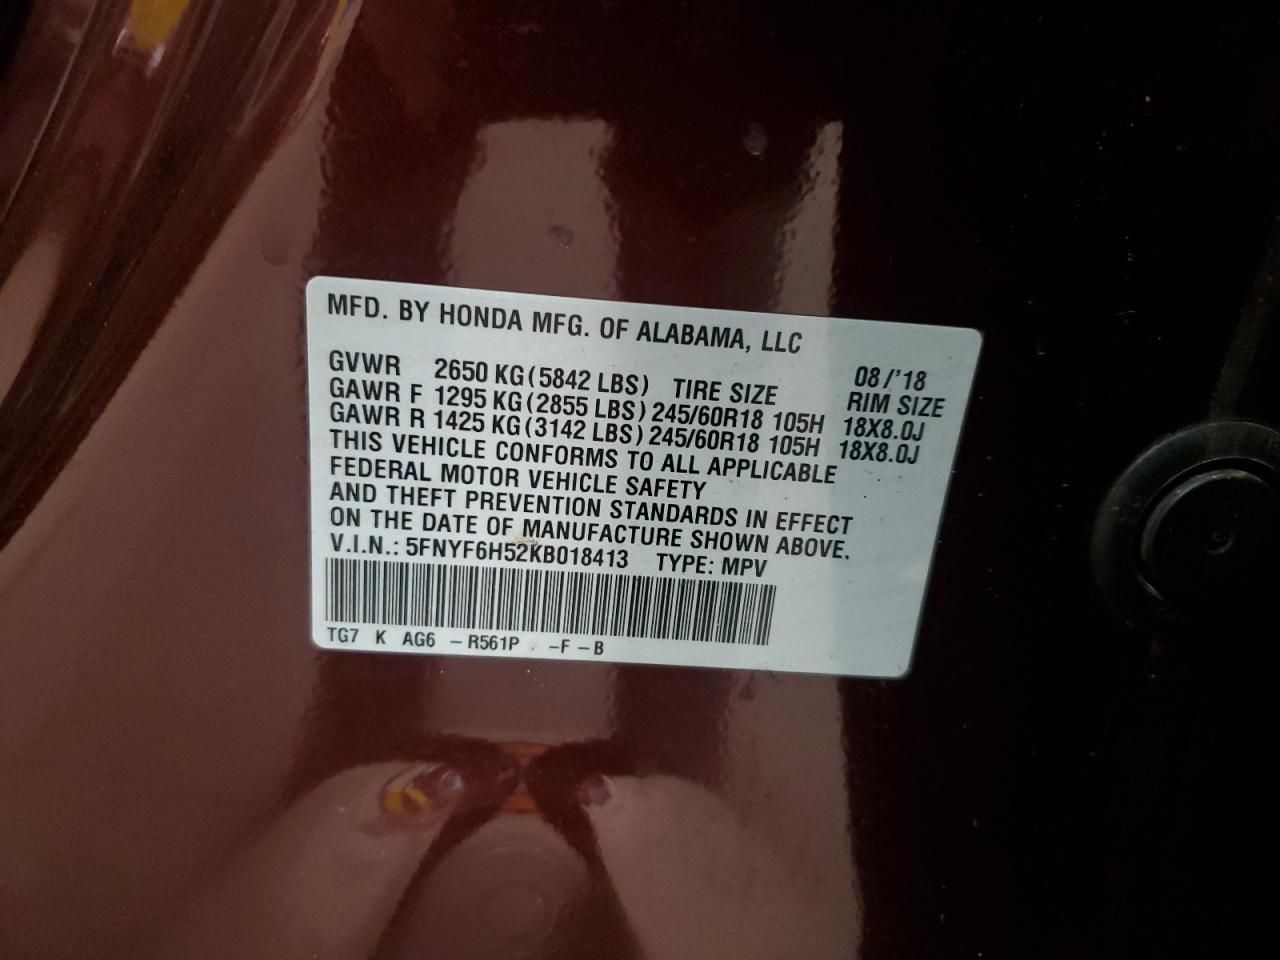 MFD. BY HONDA MFG. OF ALABAMA, LLC
08/'18
GVWR 2650 KG (5842 LBS) TIRE SIZE RIM SIZE
GAWR F 1295 KG (2855 LBS) 245/60R18 105H 18X8.0J
GAWR R 1425 KG (3142 LBS) 245/60R18 105H 18X8.0J
THIS VEHICLE CONFORMS TO ALL APPLICABLE
FEDERAL MOTOR VEHICLE SAFETY
AND THEFT PREVENTION STANDARDS IN EFFECT
ON THE DATE OF MANUFACTURE SHOWN ABOVE.
V.I.N.: 5FNYF6H52KB018413 TYPE: MPV
TG7 K AG6 – R561P . – F – B